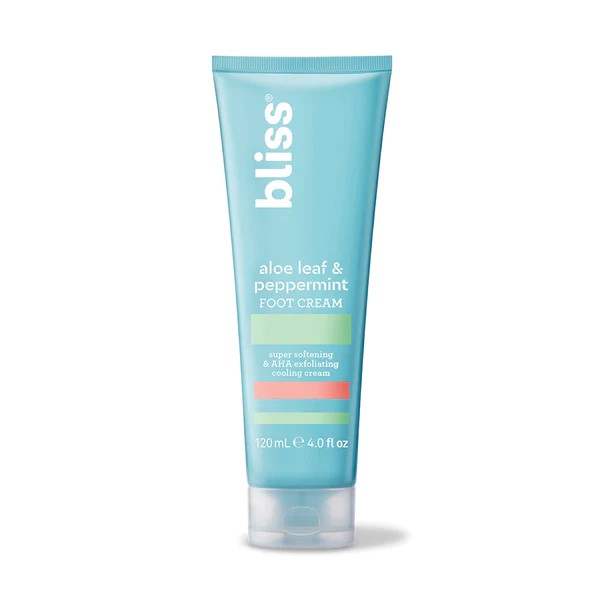 bliss®
aloe leaf &
peppermint
FOOT CREAM
super softening
& AHA exfoliating
cooling cream
120 mL ℮ 4.0 fl oz